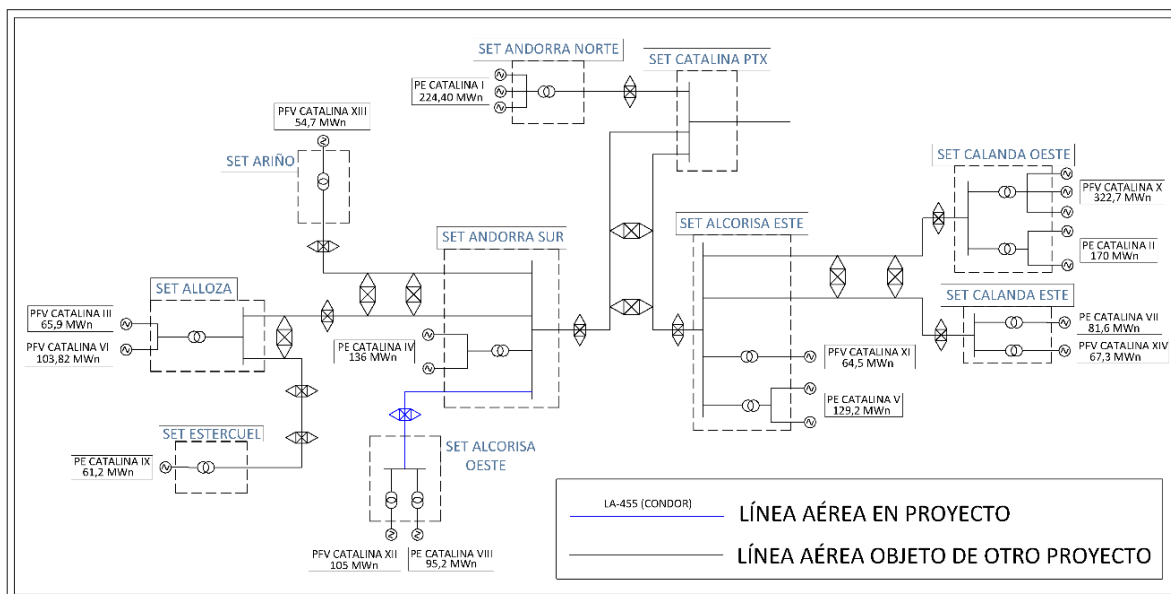 SET ANDORRA NORTE
SET CATALINA PTX
PE CATALINA I
224,40 MWn
PFV CATALINA XIII
54,7 MWn
SET ARIÑO
SET CALANDA OESTE
PFV CATALINA X
322,7 MWn
PE CATALINA II
170 MWn
SET ANDORRA SUR
SET ALCORISA ESTE
SET ALLOZA
PFV CATALINA III
65,9 MWn
PFV CATALINA VI
103,82 MWn
PE CATALINA IV
136 MWn
SET CALANDA ESTE
PE CATALINA VII
81,6 MWn
PFV CATALINA XIV
67,3 MWn
PFV CATALINA XI
64,5 MWn
PE CATALINA V
129,2 MWn
SET ESTERCUEL
PE CATALINA IX
61,2 MWn
SET ALCORISA
OESTE
PFV CATALINA XII
105 MWn
PE CATALINA VIII
95,2 MWn
LA-455 (CONDOR)
LÍNEA AÉREA EN PROYECTO
LÍNEA AÉREA OBJETO DE OTRO PROYECTO